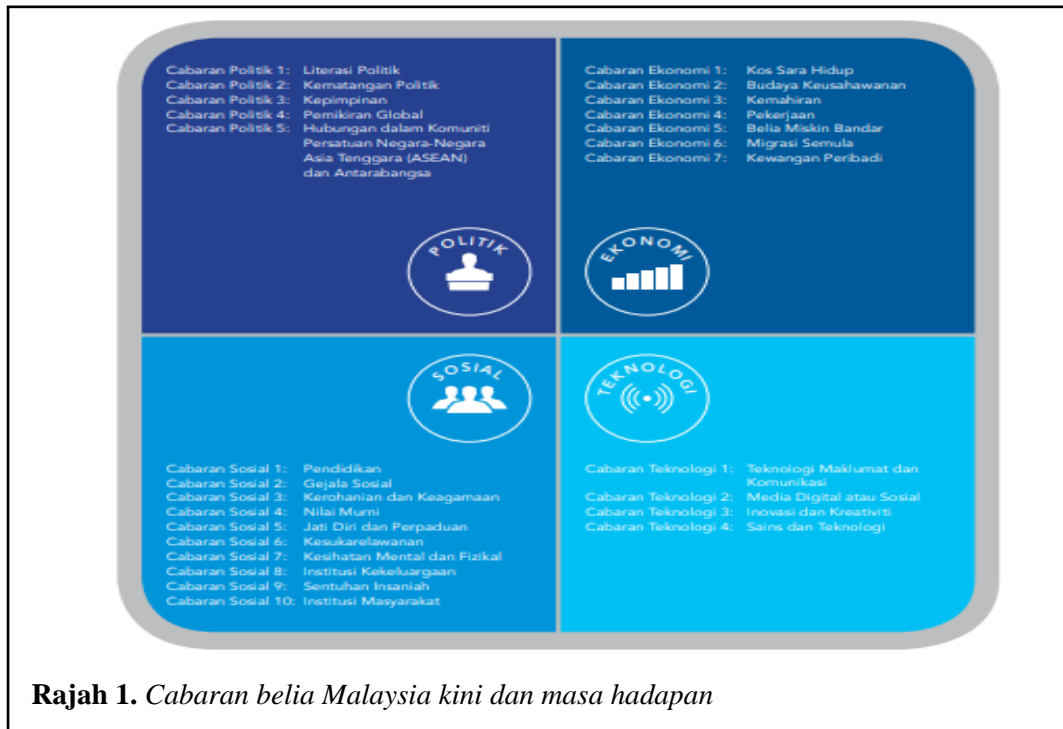 Cabaran Politik 1: Literasi Politik
Cabaran Politik 2: Kematangan Politik
Cabaran Politik 3: Kepimpinan
Cabaran Politik 4: Pemikiran Global
Cabaran Politik 5: Hubungan dalam Komuniti
Persatuan Negara-Negara
Asia Tenggara (ASEAN)
dan Antarabangsa
POLITIK
Cabaran Ekonomi 1: Kos Sara Hidup
Cabaran Ekonomi 2: Budaya Keusahawanan
Cabaran Ekonomi 3: Kemahiran
Cabaran Ekonomi 4: Pekerjaan
Cabaran Ekonomi 5: Belia Miskin Bandar
Cabaran Ekonomi 6: Migrasi Semula
Cabaran Ekonomi 7: Kewangan Peribadi
EKONOMI
SOSIAL
Cabaran Sosial 1: Pendidikan
Cabaran Sosial 2: Gejala Sosial
Cabaran Sosial 3: Kerohanian dan Keagamaan
Cabaran Sosial 4: Nilai Murni
Cabaran Sosial 5: Jati Diri dan Perpaduan
Cabaran Sosial 6: Kesukarelawanan
Cabaran Sosial 7: Kesihatan Mental dan Fizikal
Cabaran Sosial 8: Institusi Kekeluargaan
Cabaran Sosial 9: Sentuhan Insaniah
Cabaran Sosial 10: Institusi Masyarakat
TEKNOLOGI
Cabaran Teknologi 1: Teknologi Maklumat dan
Komunikasi
Cabaran Teknologi 2: Media Digital atau Sosial
Cabaran Teknologi 3: Inovasi dan Kreativiti
Cabaran Teknologi 4: Sains dan Teknologi
Rajah 1. Cabaran belia Malaysia kini dan masa hadapan